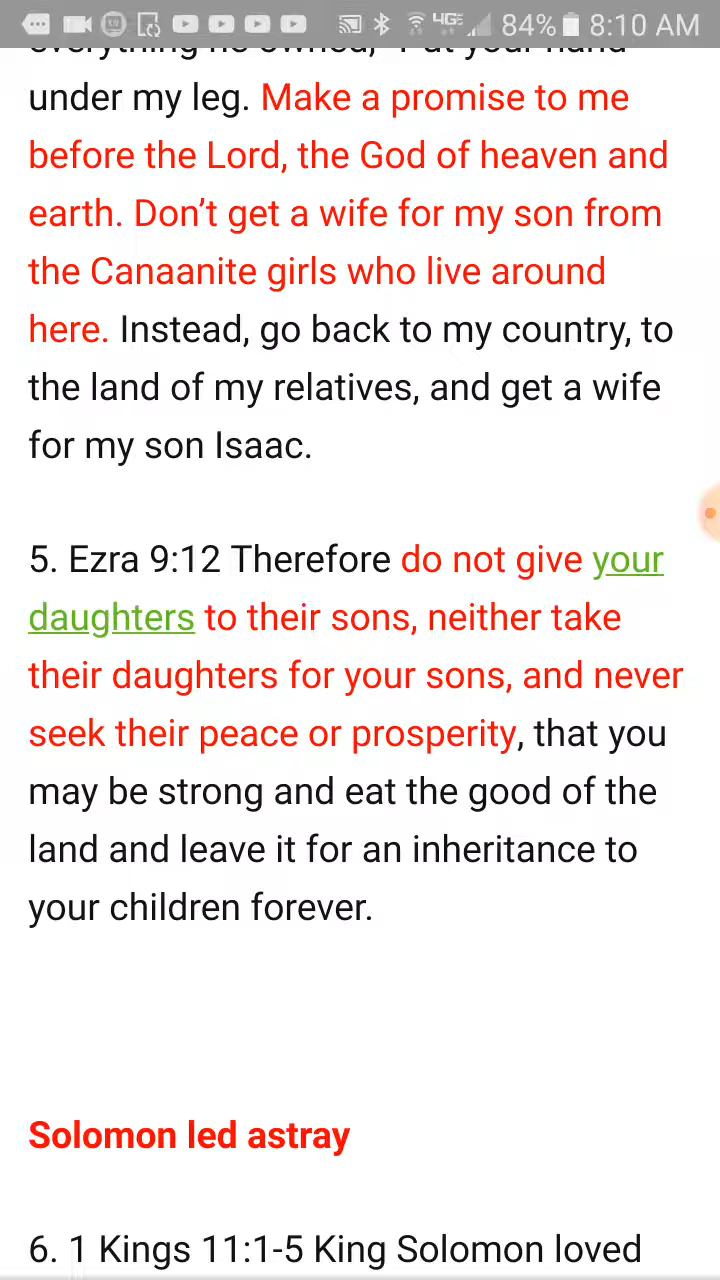 84% 8:10 AM
under my leg. Make a promise to me
before the Lord, the God of heaven and
earth. Don’t get a wife for my son from
the Canaanite girls who live around
here. Instead, go back to my country, to
the land of my relatives, and get a wife
for my son Isaac.
5. Ezra 9:12 Therefore do not give your
daughters to their sons, neither take
their daughters for your sons, and never
seek their peace or prosperity, that you
may be strong and eat the good of the
land and leave it for an inheritance to
your children forever.
Solomon led astray
6. 1 Kings 11:1-5 King Solomon loved